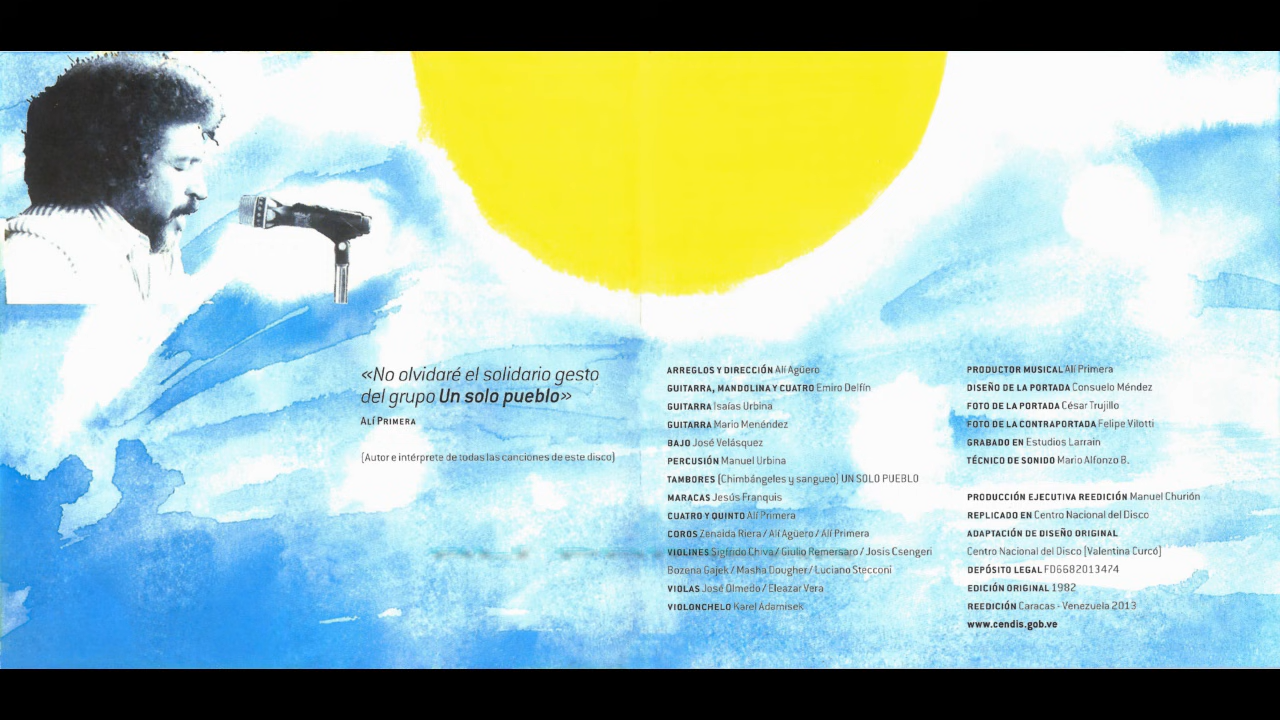 «No olvidaré el solidario gesto
del grupo Un solo pueblo»
ALÍ PRIMERA
(Autor e intérprete de todas las canciones de este disco)
ARREGLOS Y DIRECCIÓN Alí Agüero
GUITARRA, MANDOLINA Y CUATRO Emiro Delfín
GUITARRA Isaías Urbina
GUITARRA Mario Menéndez
BAJO José Velásquez
PERCUSIÓN Manuel Urbina
TAMBORES (Chimbángeles y sangueo) UN SOLO PUEBLO
MARACAS Jesús Franquis
CUATRO Y QUINTO Alí Primera
COROS Zenaida Riera / Alí Agüero / Alí Primera
VIOLINES Sigfrido Chiva / Giulio Remersaro / Josis Csengeri
Bozena Gajek / Masha Dougher / Luciano Stecconi
VIOLAS José Olmedo / Eleazar Vera
VIOLONCHELO Karel Adamisek
PRODUCTOR MUSICAL Alí Primera
DISEÑO DE LA PORTADA Consuelo Méndez
FOTO DE LA PORTADA César Trujillo
FOTO DE LA CONTRAPORTADA Felipe Vilotti
GRABADO EN Estudios Larrain
TÉCNICO DE SONIDO Mario Alfonzo B.
PRODUCCIÓN EJECUTIVA REEDICIÓN Manuel Churión
REPLICADO EN Centro Nacional del Disco
ADAPTACIÓN DE DISEÑO ORIGINAL
Centro Nacional del Disco (Valentina Curcó)
DEPÓSITO LEGAL FD6682013474
EDICIÓN ORIGINAL 1982
REEDICIÓN Caracas - Venezuela 2013
www.cendis.gob.ve